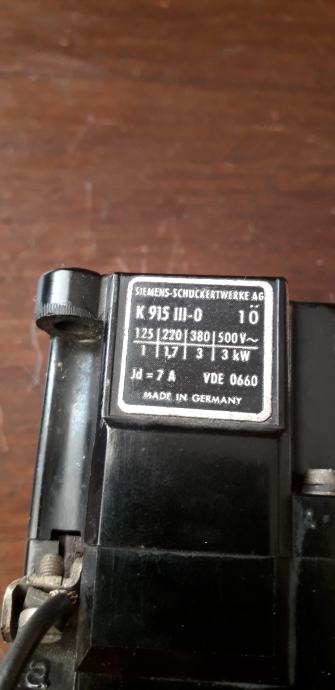 SIEMENS-SCHUCKERTWERKE AG
K 915 III-0 1Ö
125 | 220 | 380 | 500 V~
1 | 1,7 | 3 | 3 kW
Jd = 7 A VDE 0660
MADE IN GERMANY